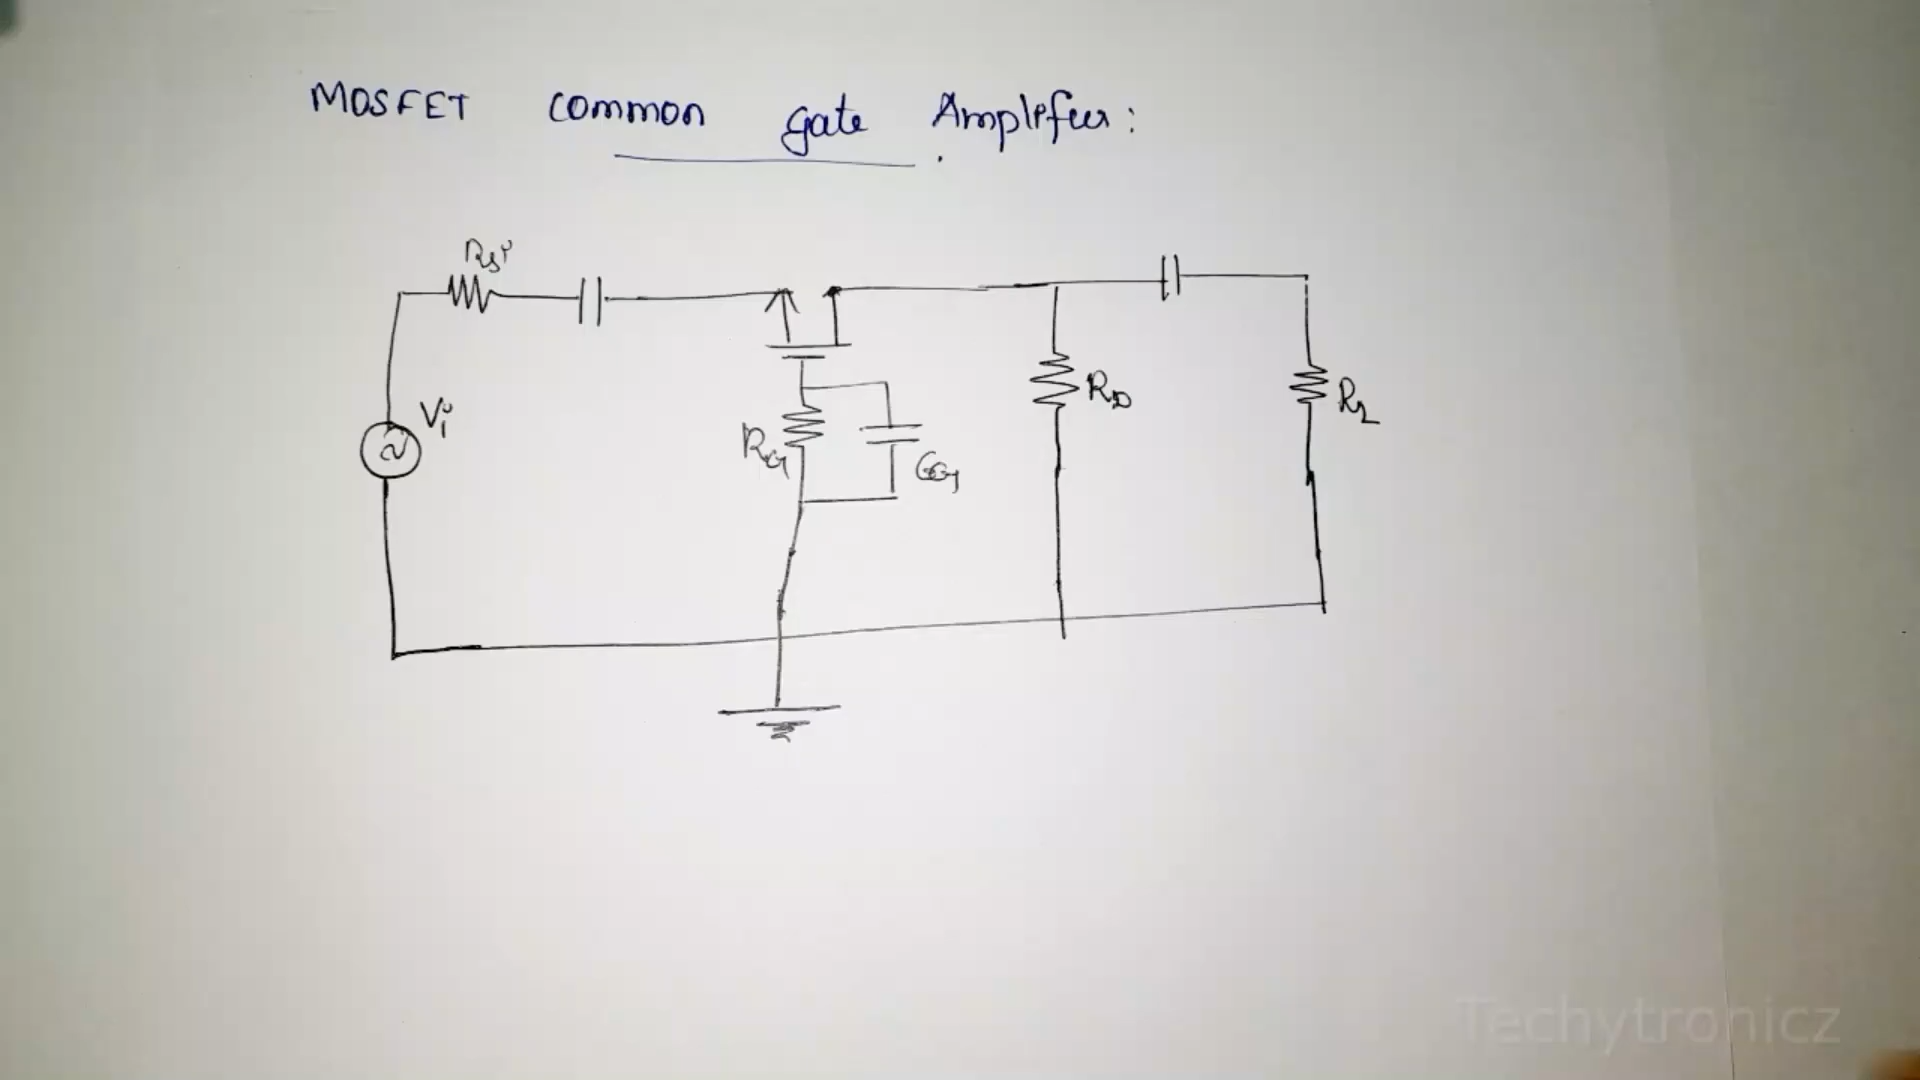 MOSFET common gate Amplifier:
Rsi
Vi
RG
CG
RD
RL
Techytronicz